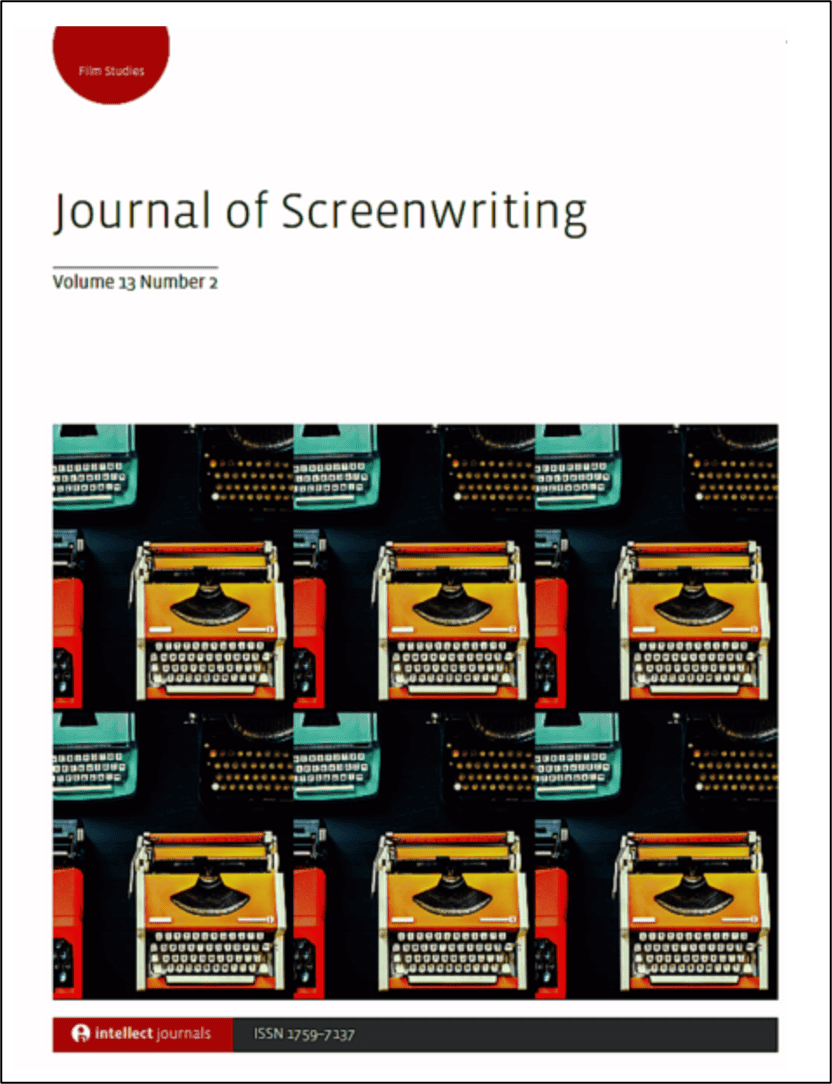 Film Studies
Journal of Screenwriting
Volume 13 Number 2
intellect journals ISSN 1759–7137